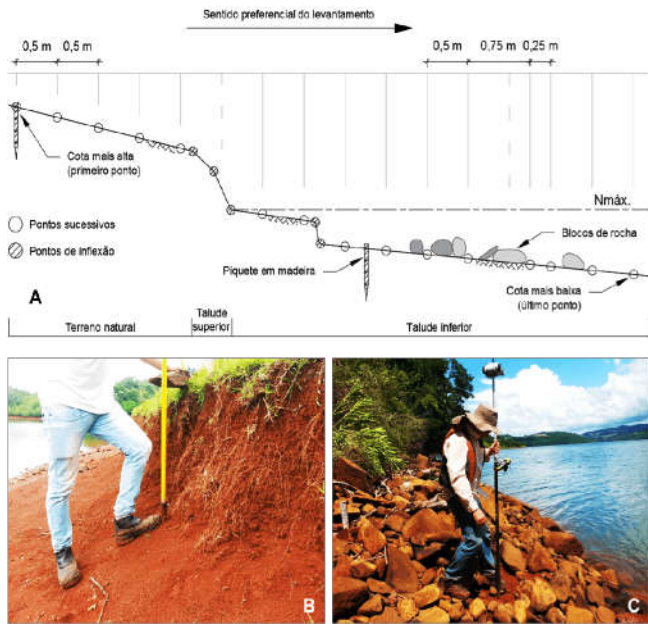 Sentido preferencial do levantamento
0,5 m 0,5 m
0,5 m 0,75 m 0,25 m
Cota mais alta
(primeiro ponto)
Nmáx.
Pontos sucessivos
Pontos de inflexão
Blocos de rocha
Piquete em madeira
Cota mais baixa
(último ponto)
A
Terreno natural
Talude
superior
Talude inferior
B
C